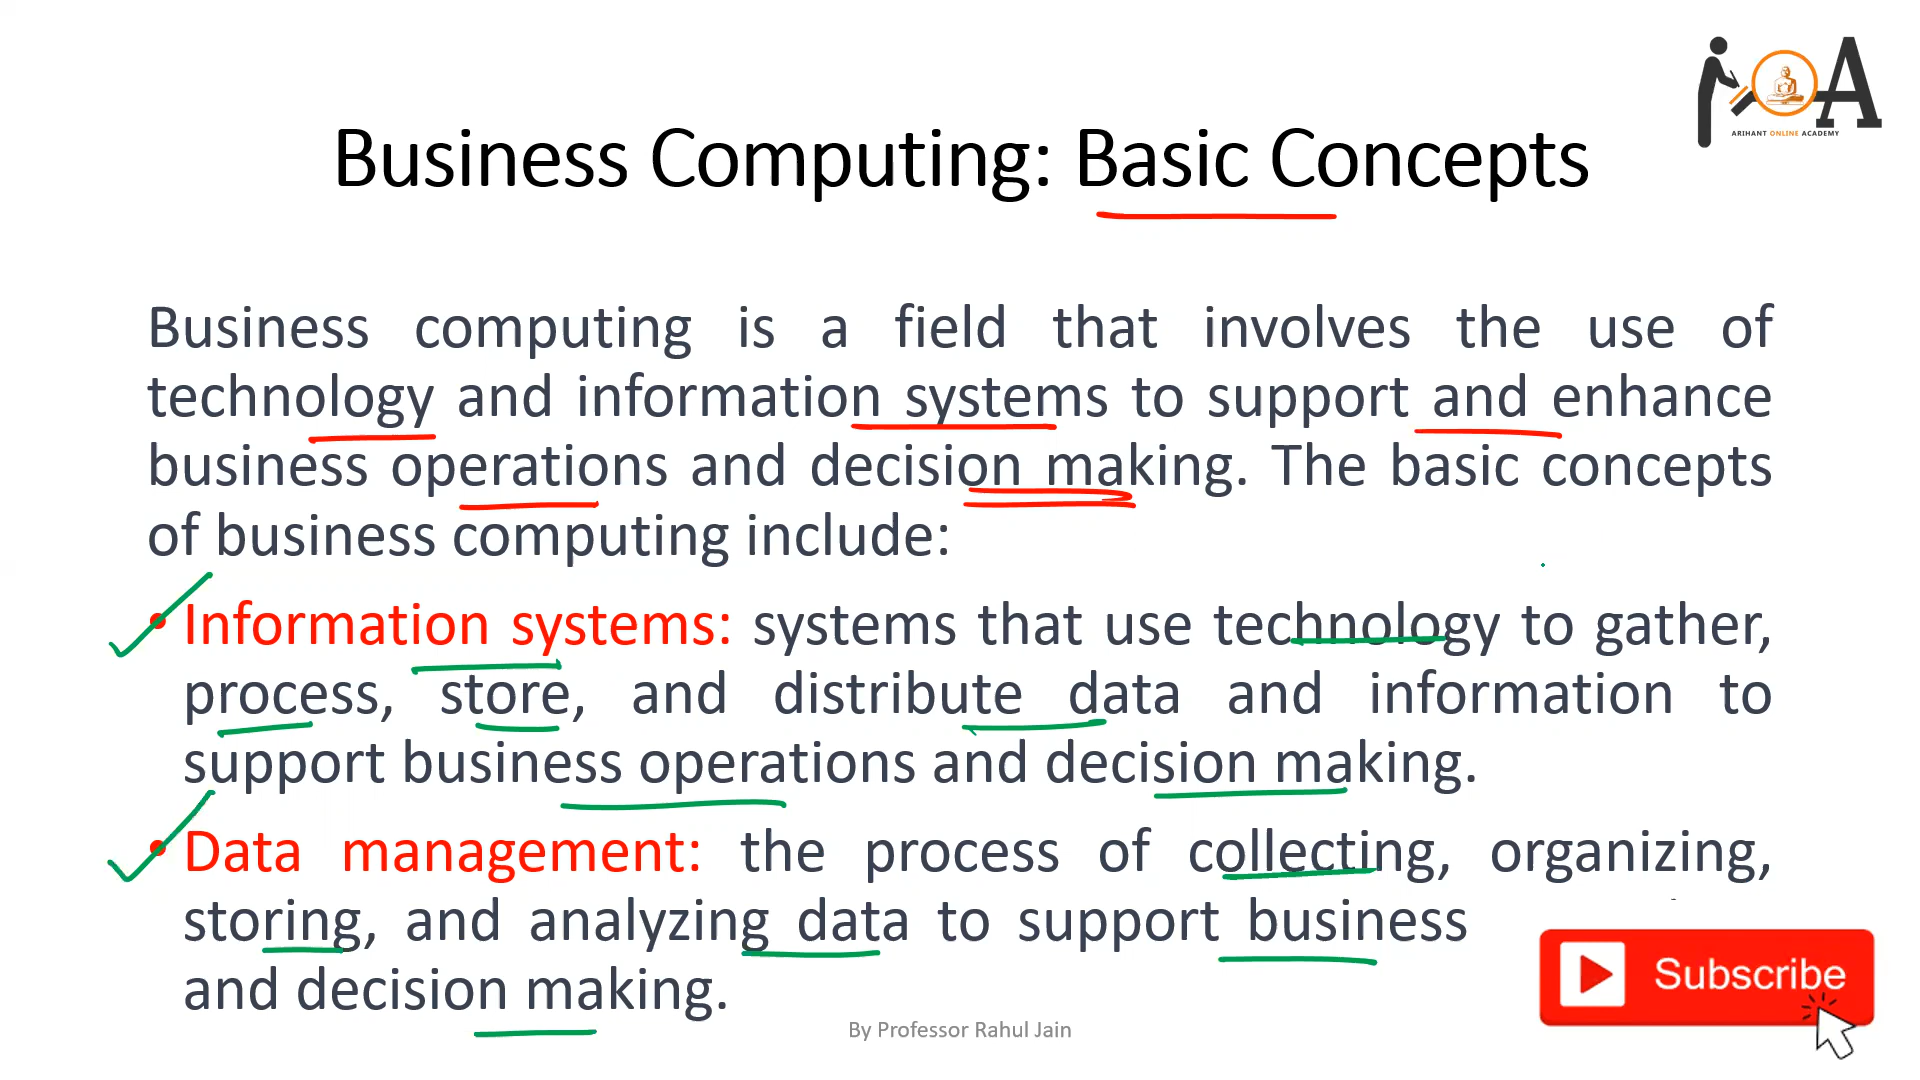 ARIHANT ONLINE ACADEMY
Business Computing: Basic Concepts
Business computing is a field that involves the use of
technology and information systems to support and enhance
business operations and decision making. The basic concepts
of business computing include:
• Information systems: systems that use technology to gather,
process, store, and distribute data and information to
support business operations and decision making.
• Data management: the process of collecting, organizing,
storing, and analyzing data to support business
and decision making.
Subscribe
By Professor Rahul Jain